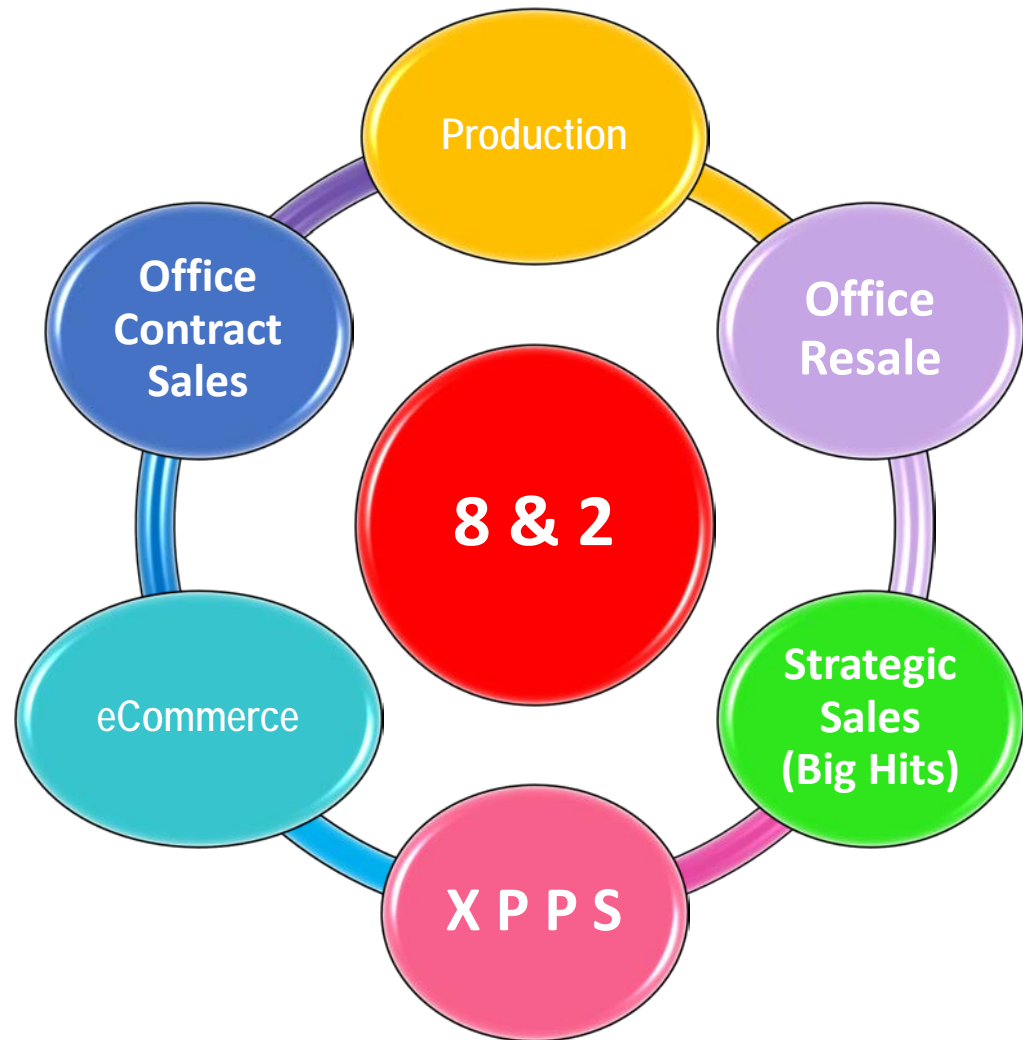 Production
Office
Resale
Strategic
Sales
(Big Hits)
X P P S
eCommerce
Office
Contract
Sales
8 & 2